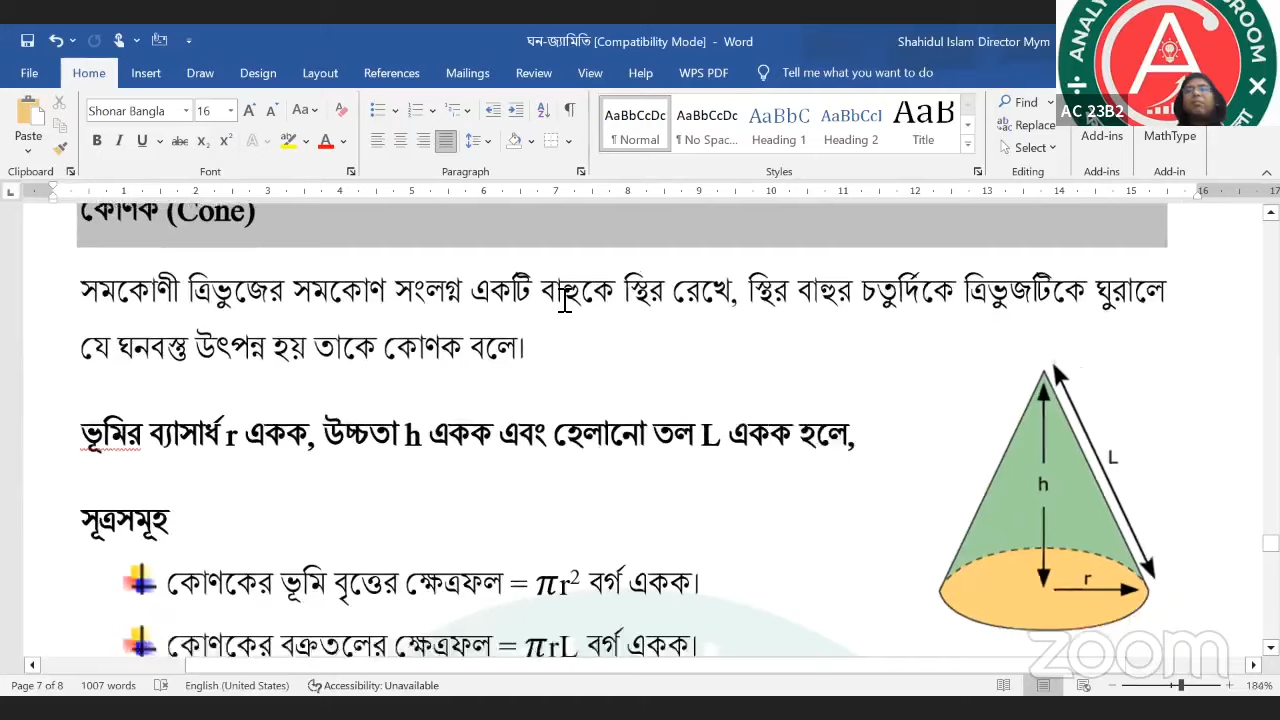 ঘন-জ্যামিতি [Compatibility Mode] - Word
Shahidul Islam Director Mym
File Home Insert Draw Design Layout References Mailings Review View Help WPS PDF Tell me what you want to do
AC 23B2
Paste
Clipboard
Shonar Bangla 16
Font
Paragraph
AaBbCcDc AaBbCcDc AaBbC AaBbCcI AaB
¶ Normal ¶ No Spac... Heading 1 Heading 2 Title
Styles
Find
Replace
Select
Editing
Add-ins
Add-ins
MathType
Add-in
কোণক (Cone)
সমকোণী ত্রিভুজের সমকোণ সংলগ্ন একটি বাহুকে স্থির রেখে, স্থির বাহুর চতুর্দিকে ত্রিভুজটিকে ঘুরালে
যে ঘনবস্তু উৎপন্ন হয় তাকে কোণক বলে।
ভূমির ব্যাসার্ধ r একক, উচ্চতা h একক এবং হেলানো তল L একক হলে,
সূত্রসমূহ
কোণকের ভূমি বৃত্তের ক্ষেত্রফল = πr² বর্গ একক।
কোণকের বক্রতলের ক্ষেত্রফল = πrL বর্গ একক।
L
h
r
zoom
Page 7 of 8 1007 words English (United States) Accessibility: Unavailable 184%